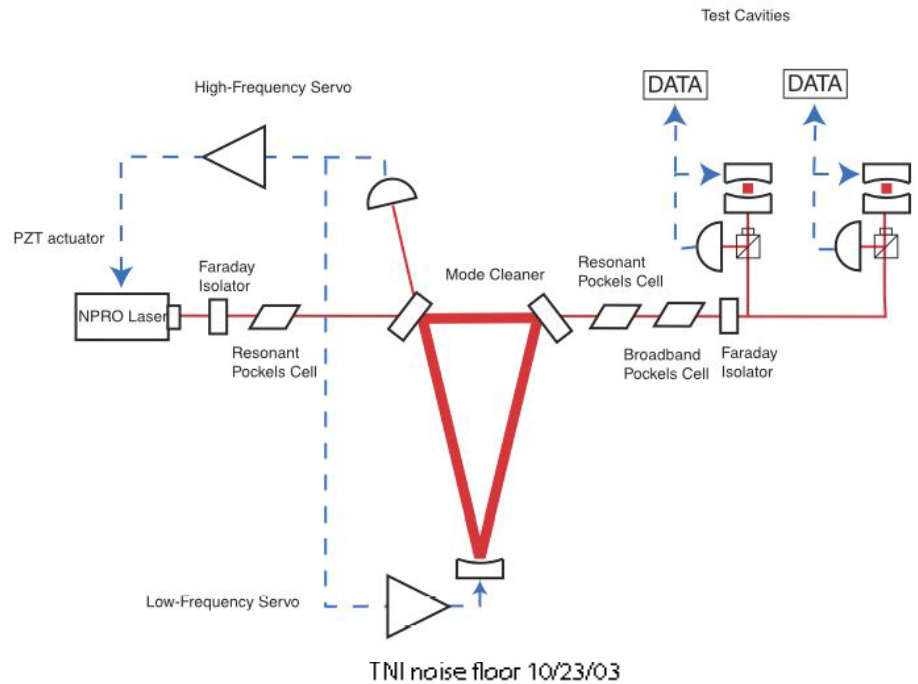 Test Cavities
DATA
DATA
High-Frequency Servo
PZT actuator
Faraday
Isolator
Mode Cleaner
Resonant
Pockels Cell
NPRO Laser
Resonant
Pockels Cell
Broadband
Pockels Cell
Faraday
Isolator
Low-Frequency Servo
TNI noise floor 10/23/03